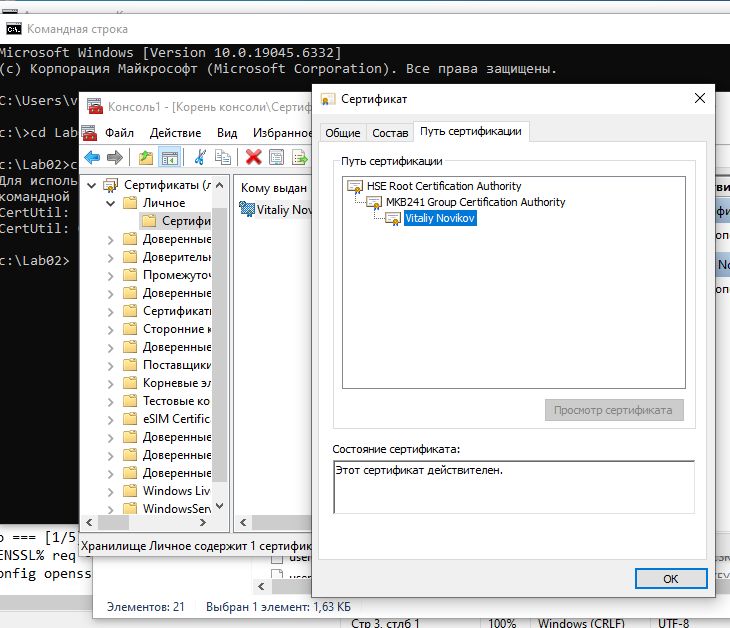 Командная строка
Microsoft Windows [Version 10.0.19045.6332]
(с) Корпорация Майкрософт (Microsoft Corporation). Все права защищены.
C:\Users\v
c:\>cd Lab
c:\Lab02>c
Для исполь
командной
CertUtil:
CertUtil:
c:\Lab02>
Консоль1 - [Корень консоли\Сертиф
Файл Действие Вид Избранное
Сертификаты (л
Личное
Сертифи
Доверенные
Доверитель
Промежуточ
Доверенные
Сертификат
Сторонние к
Доверенные
Поставщики
Корневые эл
Тестовые ко
eSIM Certific
Доверенные
Доверенные
Доверенные
Windows Liv
WindowsServ
Кому выдан
Vitaliy Nov
Хранилище Личное содержит 1 сертифик
Сертификат
Общие Состав Путь сертификации
Путь сертификации
HSE Root Certification Authority
MKB241 Group Certification Authority
Vitaliy Novikov
Просмотр сертификата
Состояние сертификата:
Этот сертификат действителен.
ОК
o === [1/5
ENSSL% req
onfig openss
Элементов: 21 Выбран 1 элемент: 1,63 КБ
Стр 3, стлб 1 100% Windows (CRLF) UTF-8